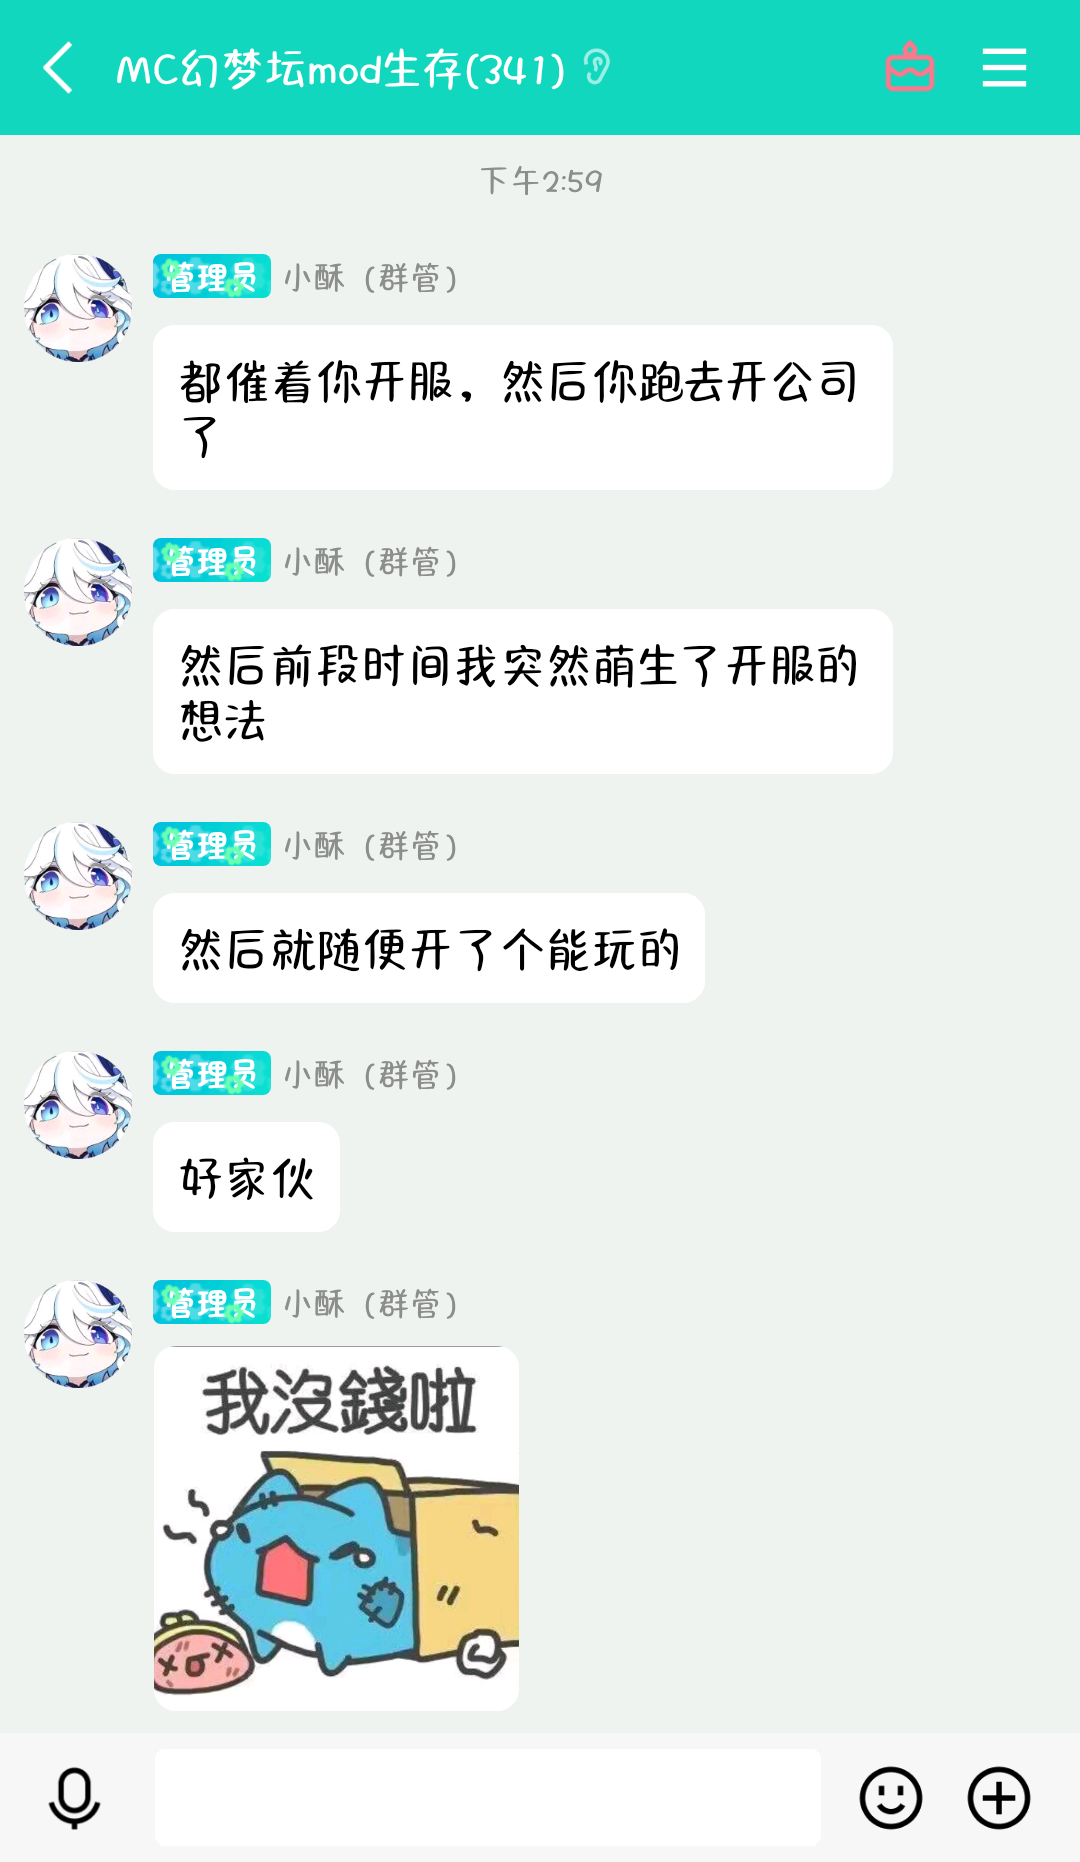 MC幻梦坛mod生存(341)
下午2:59
管理员 小酥（群管）
都催着你开服，然后你跑去开公司
了
管理员 小酥（群管）
然后前段时间我突然萌生了开服的
想法
管理员 小酥（群管）
然后就随便开了个能玩的
管理员 小酥（群管）
好家伙
管理员 小酥（群管）
我沒錢啦